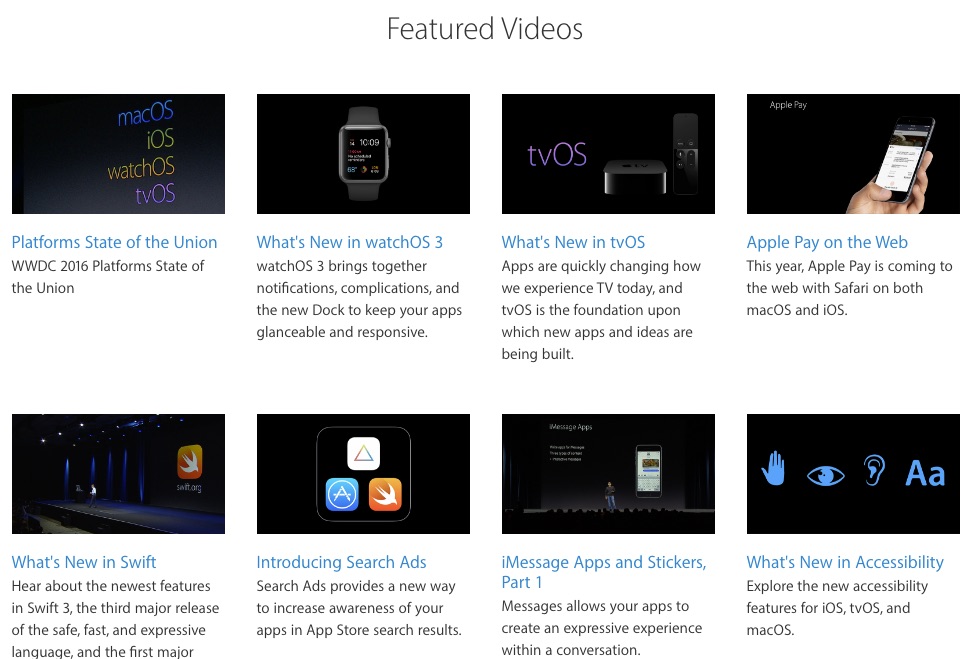 Featured Videos
macOS
iOS
watchOS
tvOS
10:09
68°
tvOS
Apple Pay
Platforms State of the Union
WWDC 2016 Platforms State of
the Union
What's New in watchOS 3
watchOS 3 brings together
notifications, complications, and
the new Dock to keep your apps
glanceable and responsive.
What's New in tvOS
Apps are quickly changing how
we experience TV today, and
tvOS is the foundation upon
which new apps and ideas are
being built.
Apple Pay on the Web
This year, Apple Pay is coming to
the web with Safari on both
macOS and iOS.
swift.org
iMessage Apps
Aa
What's New in Swift
Hear about the newest features
in Swift 3, the third major release
of the safe, fast, and expressive
language, and the first major
Introducing Search Ads
Search Ads provides a new way
to increase awareness of your
apps in App Store search results.
iMessage Apps and Stickers,
Part 1
Messages allows your apps to
create an expressive experience
within a conversation.
What's New in Accessibility
Explore the new accessibility
features for iOS, tvOS, and
macOS.